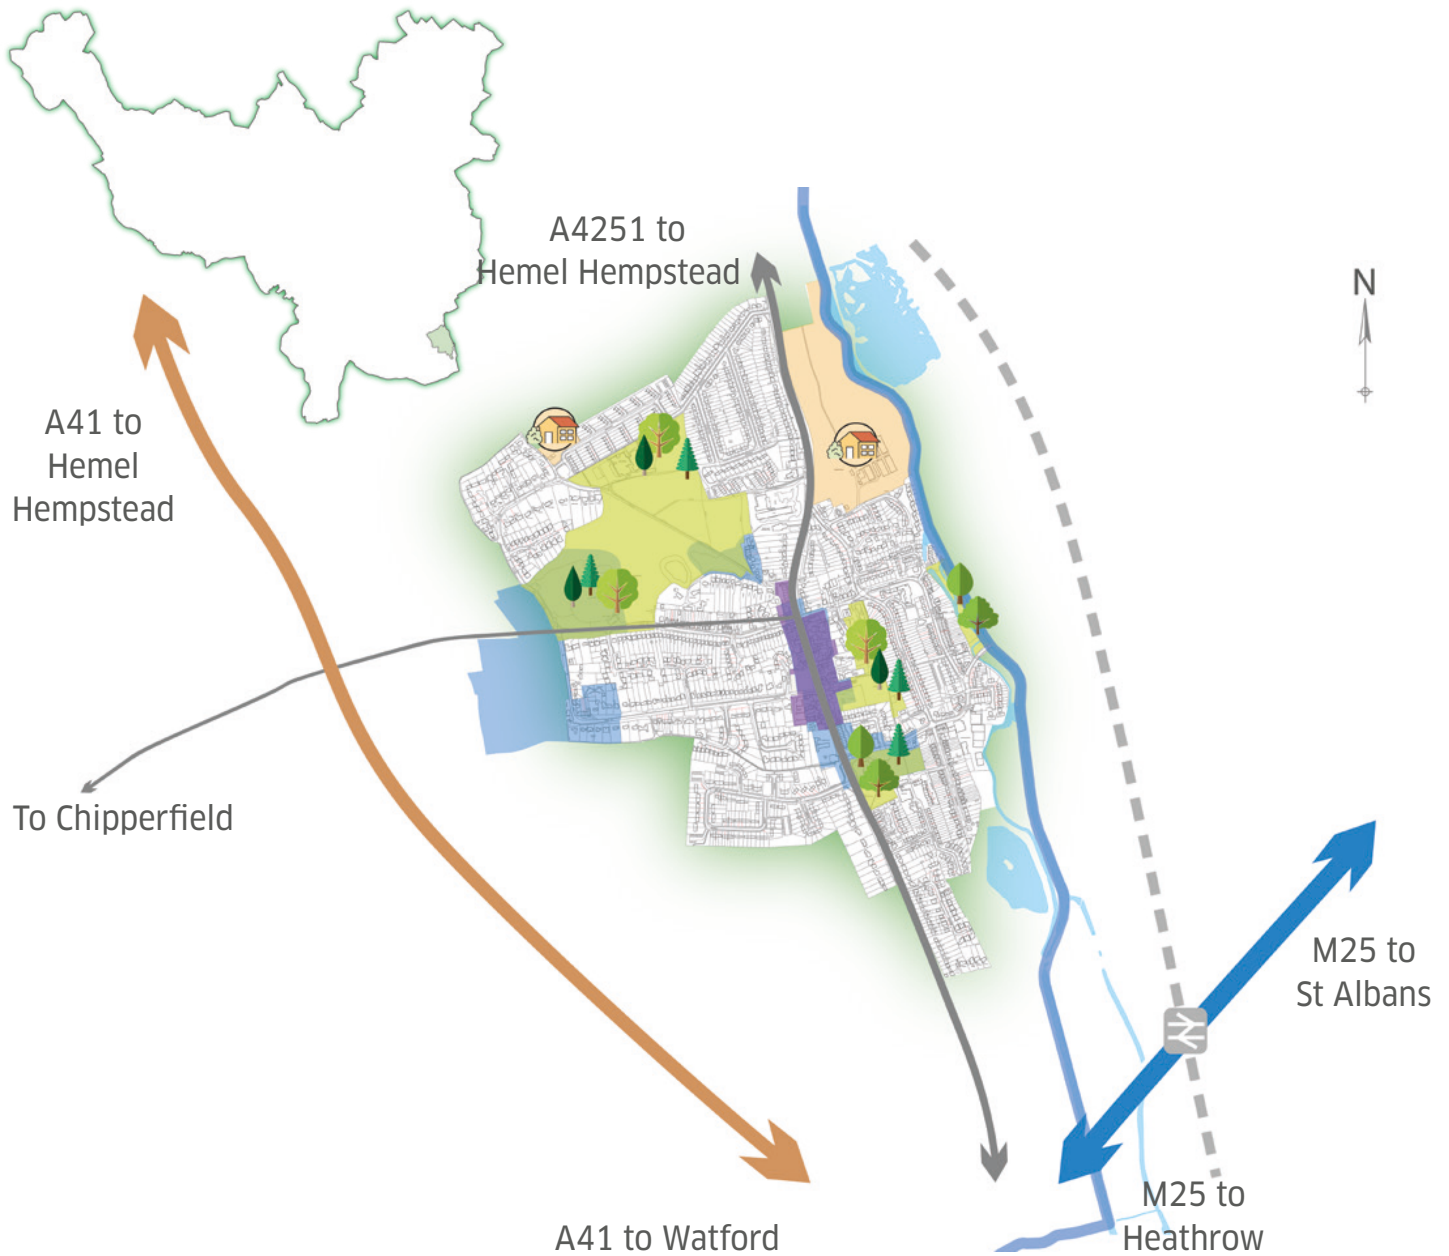 A4251 to
Hemel Hempstead
N
A41 to
Hemel
Hempstead
To Chipperfield
M25 to
St Albans
M25 to
Heathrow
A41 to Watford